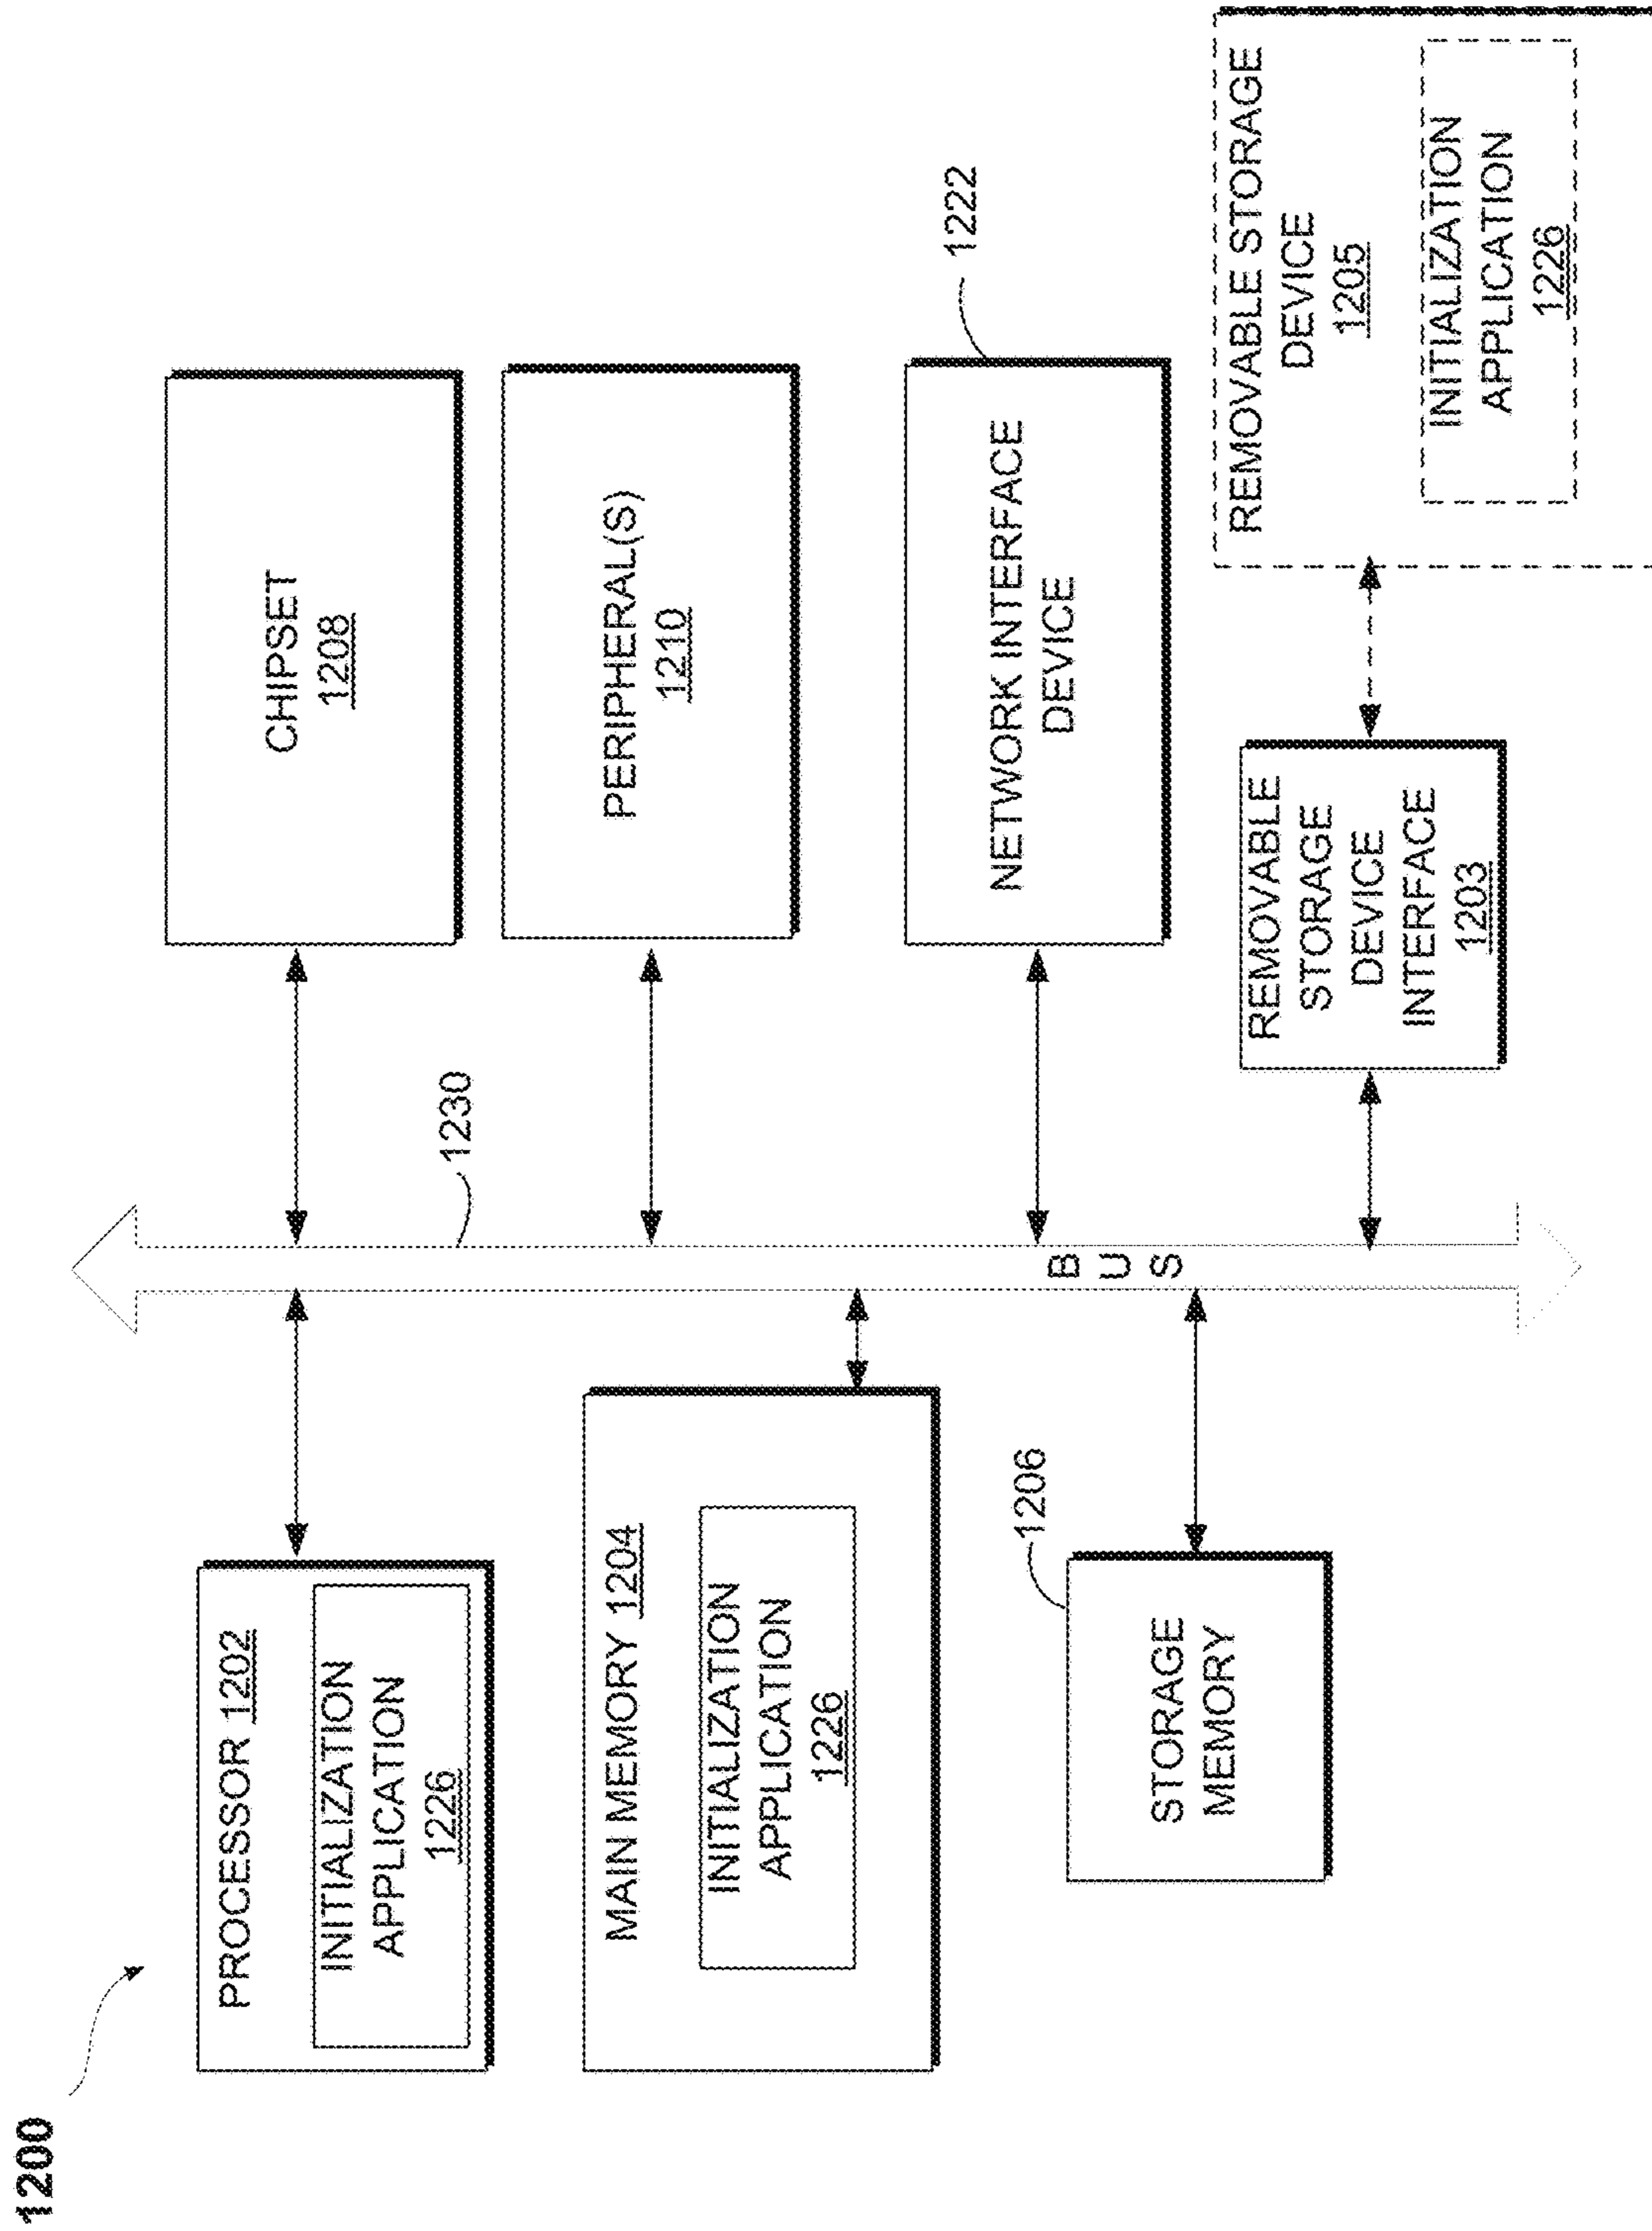 1200
PROCESSOR 1202
INITIALIZATION
APPLICATION
1226
MAIN MEMORY 1204
INITIALIZATION
APPLICATION
1226
1206
STORAGE
MEMORY
1230
BUS
CHIPSET
1208
PERIPHERAL(S)
1210
1222
NETWORK INTERFACE
DEVICE
REMOVABLE
STORAGE
DEVICE
INTERFACE
1203
REMOVABLE STORAGE
DEVICE
1205
INITIALIZATION
APPLICATION
1226